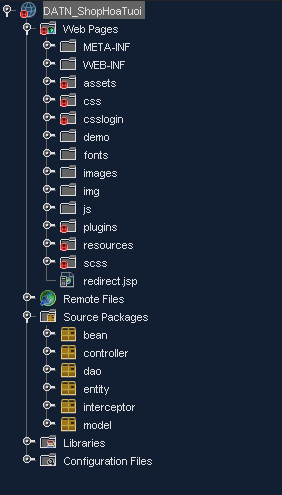 DATN_ShopHoaTuoi
Web Pages
META-INF
WEB-INF
assets
css
csslogin
demo
fonts
images
img
js
plugins
resources
scss
redirect.jsp
Remote Files
Source Packages
bean
controller
dao
entity
interceptor
model
Libraries
Configuration Files